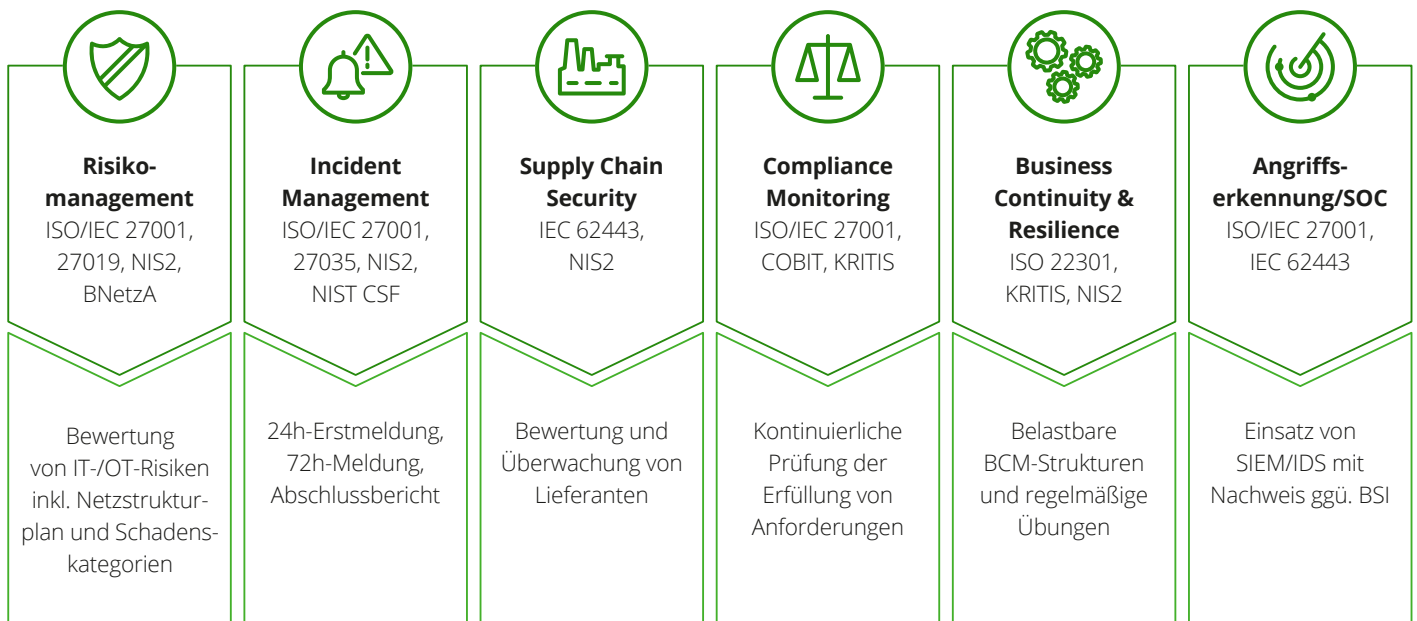 Risiko-
management
ISO/IEC 27001,
27019, NIS2,
BNetzA
Incident
Management
ISO/IEC 27001,
27035, NIS2,
NIST CSF
Supply Chain
Security
IEC 62443,
NIS2
Compliance
Monitoring
ISO/IEC 27001,
COBIT, KRITIS
Business
Continuity &
Resilience
ISO 22301,
KRITIS, NIS2
Angriffs-
erkennung/SOC
ISO/IEC 27001,
IEC 62443
Bewertung
von IT-/OT-Risiken
inkl. Netzstruktur-
plan und Schadens-
kategorien
24h-Erstmeldung,
72h-Meldung,
Abschlussbericht
Bewertung und
Überwachung von
Lieferanten
Kontinuierliche
Prüfung der
Erfüllung von
Anforderungen
Belastbare
BCM-Strukturen
und regelmäßige
Übungen
Einsatz von
SIEM/IDS mit
Nachweis ggü. BSI